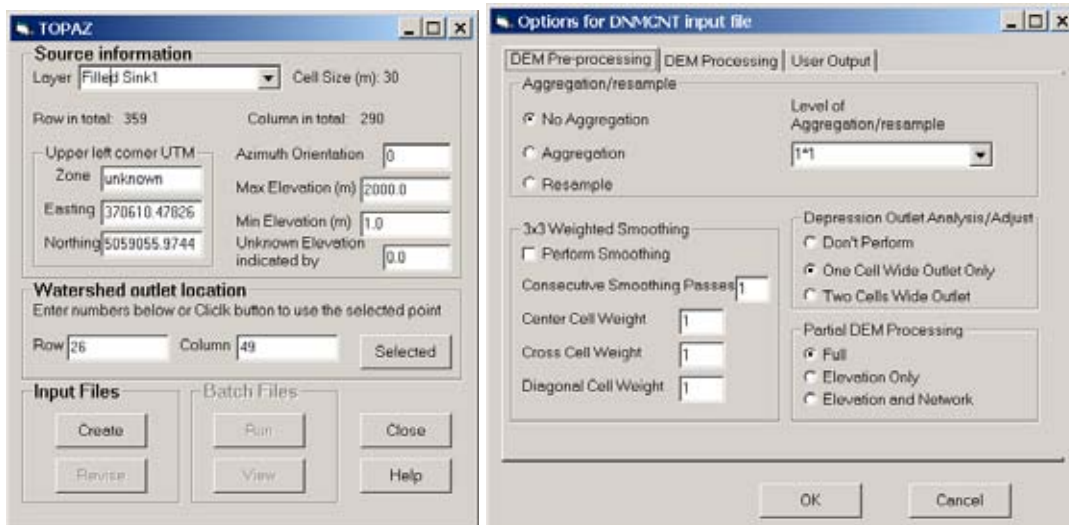 TOPAZ
Source information
Layer Filled Sink1 Cell Size (m): 30
Row in total: 359 Column in total: 290
Upper left corner UTM
Zone unknown
Easting 370610.47826
Northing 5059055.9744
Azimuth Orientation 0
Max Elevation (m) 2000.0
Min Elevation (m) 1.0
Unknown Elevation
indicated by 0.0
Watershed outlet location
Enter numbers below or Cliclk button to use the selected point
Row 26 Column 49 Selected
Input Files
Create
Revise
Batch Files
Run
View
Close
Help
Options for DNMCNT input file
DEM Pre-processing DEM Processing User Output
Aggregation/resample
No Aggregation
Aggregation
Resample
Level of
Aggregation/resample
1*1
3x3 Weighted Smoothing
Perform Smoothing
Consecutive Smoothing Passes 1
Center Cell Weight 1
Cross Cell Weight 1
Diagonal Cell Weight 1
Depression Outlet Analysis/Adjust
Don't Perform
One Cell Wide Outlet Only
Two Cells Wide Outlet
Partial DEM Processing
Full
Elevation Only
Elevation and Network
OK Cancel